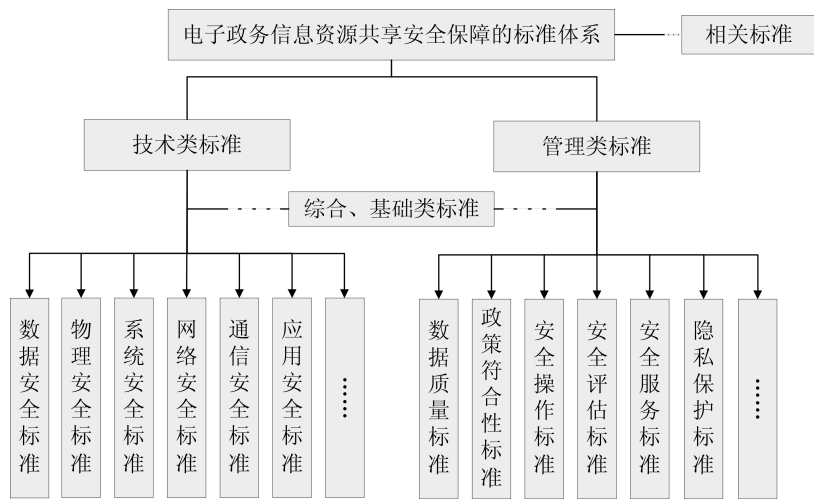 电子政务信息资源共享安全保障的标准体系
相关标准
技术类标准
管理类标准
综合、基础类标准
数据安全标准
物理安全标准
系统安全标准
网络安全标准
通信安全标准
应用安全标准
……
数据质量标准
政策符合性标准
安全操作标准
安全评估标准
安全服务标准
隐私保护标准
……